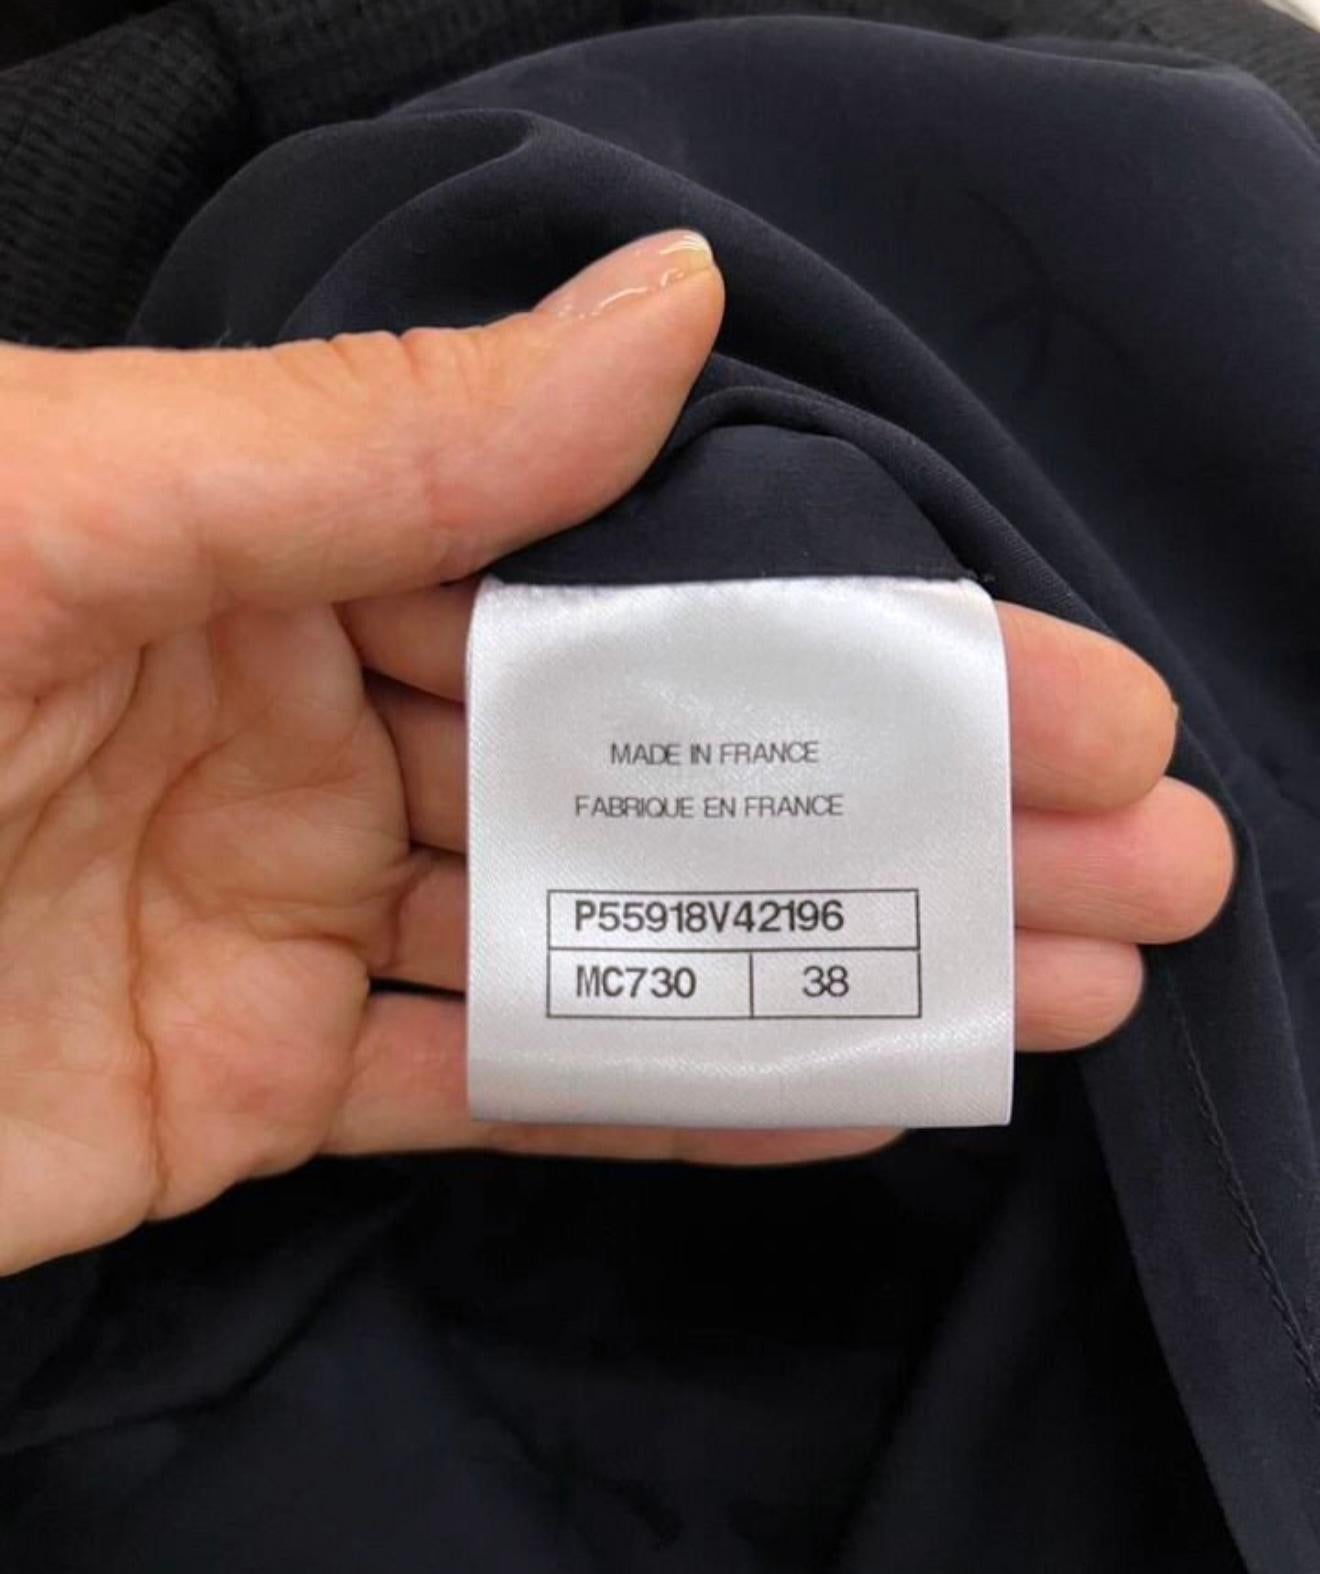 MADE IN FRANCE
FABRIQUE EN FRANCE
P55918V42196
MC730 38